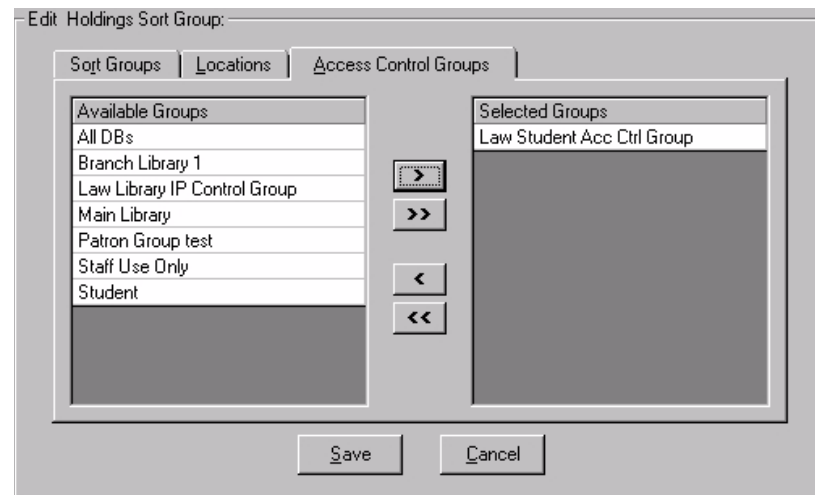 Edit Holdings Sort Group:
Sort Groups
Locations
Access Control Groups
Available Groups
All DBs
Branch Library 1
Law Library IP Control Group
Main Library
Patron Group test
Staff Use Only
Student
>
>>
<
<<
Selected Groups
Law Student Acc Ctrl Group
Save
Cancel